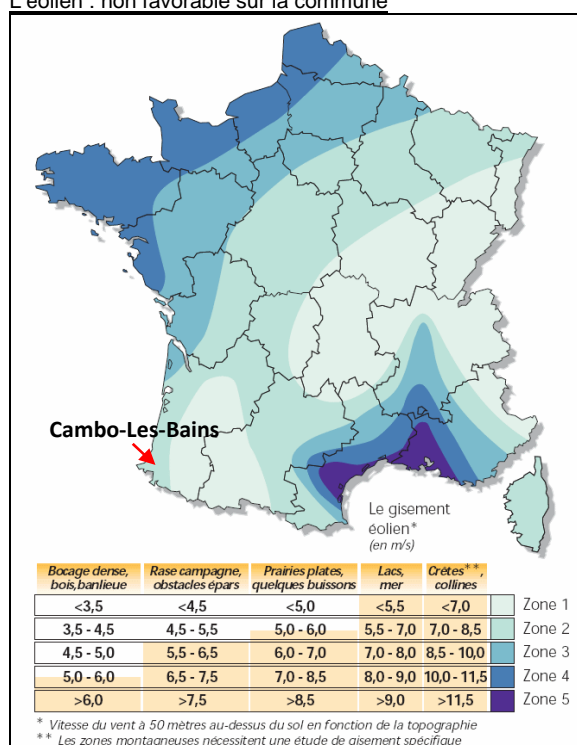 L'éolien : non favorable sur la commune
Cambo-Les-Bains
Le gisement
éolien*
(en m/s)
Bocage dense, Rase campagne, Prairies plates, Lacs, Crêtes**,
bois,banlieue obstacles épars quelques buissons mer collines
<3,5 <4,5 <5,0 <5,5 <7,0 Zone 1
3,5 - 4,5 4,5 - 5,5 5,0 - 6,0 5,5 - 7,0 7,0 - 8,5 Zone 2
4,5 - 5,0 5,5 - 6,5 6,0 - 7,0 7,0 - 8,0 8,5 - 10,0 Zone 3
5,0 - 6,0 6,5 - 7,5 7,0 - 8,5 8,0 - 9,0 10,0 - 11,5 Zone 4
>6,0 >7,5 >8,5 >9,0 >11,5 Zone 5
* Vitesse du vent à 50 mètres au-dessus du sol en fonction de la topographie
** Les zones montagneuses nécessitent une étude de gisement spécifique